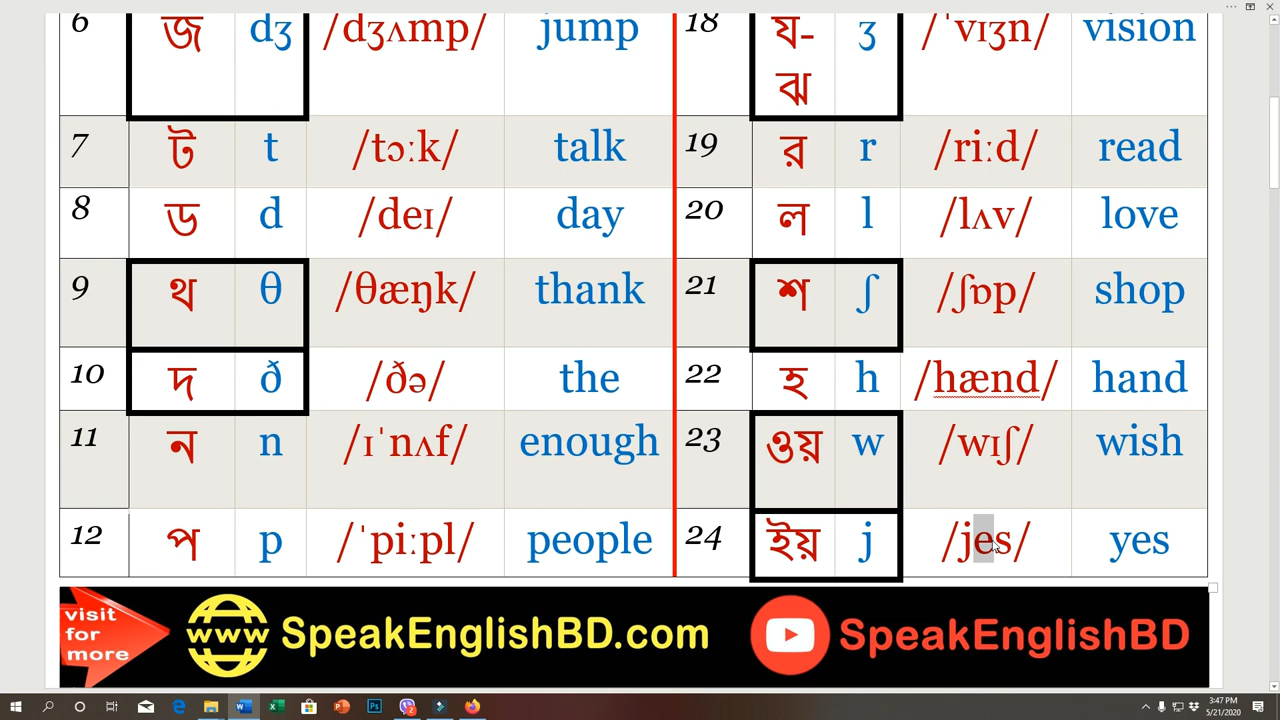 6 জ dʒ /dʒʌmp/ jump 18 য- ʒ /ˈvɪʒn/ vision
ঝ
7 ট t /tɔːk/ talk 19 র r /riːd/ read
8 ড d /deɪ/ day 20 ল l /lʌv/ love
9 থ θ /θæŋk/ thank 21 শ ʃ /ʃɒp/ shop
10 দ ð /ðə/ the 22 হ h /hænd/ hand
11 ন n /ɪˈnʌf/ enough 23 ওয় w /wɪʃ/ wish
12 প p /ˈpiːpl/ people 24 ইয় j /jes/ yes
visit
for
more
www
SpeakEnglishBD.com
SpeakEnglishBD
3:47 PM
5/21/2020